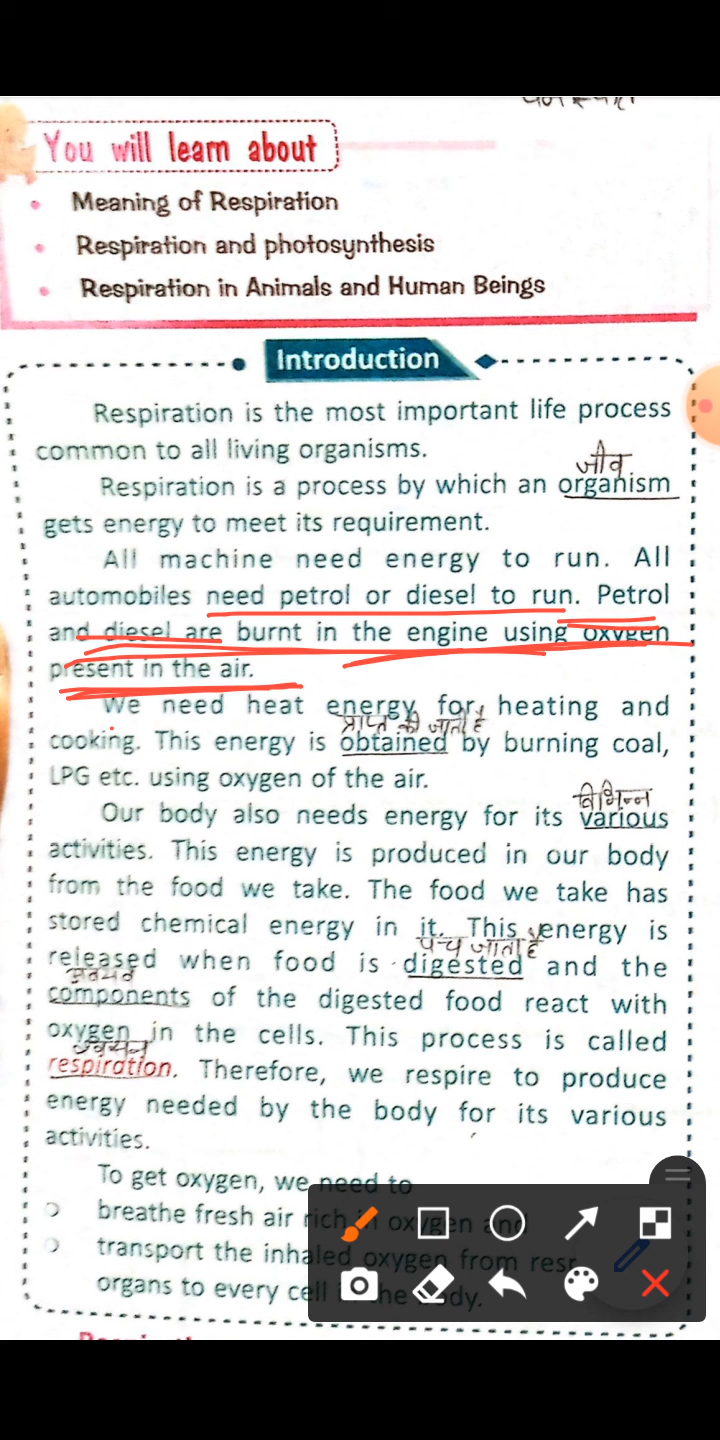 You will learn about
Meaning of Respiration
Respiration and photosynthesis
Respiration in Animals and Human Beings
Introduction
Respiration is the most important life process
common to all living organisms.
जीव
Respiration is a process by which an organism
gets energy to meet its requirement.
All machine need energy to run. All
automobiles need petrol or diesel to run. Petrol
and diesel are burnt in the engine using oxygen
present in the air.
We need heat energy for heating and
प्राप्त की जाती है
cooking. This energy is obtained by burning coal,
LPG etc. using oxygen of the air.
विभिन्न
Our body also needs energy for its various
activities. This energy is produced in our body
from the food we take. The food we take has
stored chemical energy in it. This energy is
पच जाता है
released when food is digested and the
अवयव
components of the digested food react with
oxygen in the cells. This process is called
श्वसन
respiration. Therefore, we respire to produce
energy needed by the body for its various
activities.
To get oxygen, we need to
breathe fresh air rich in oxygen and
transport the inhaled oxygen from
organs to every cell in the body.